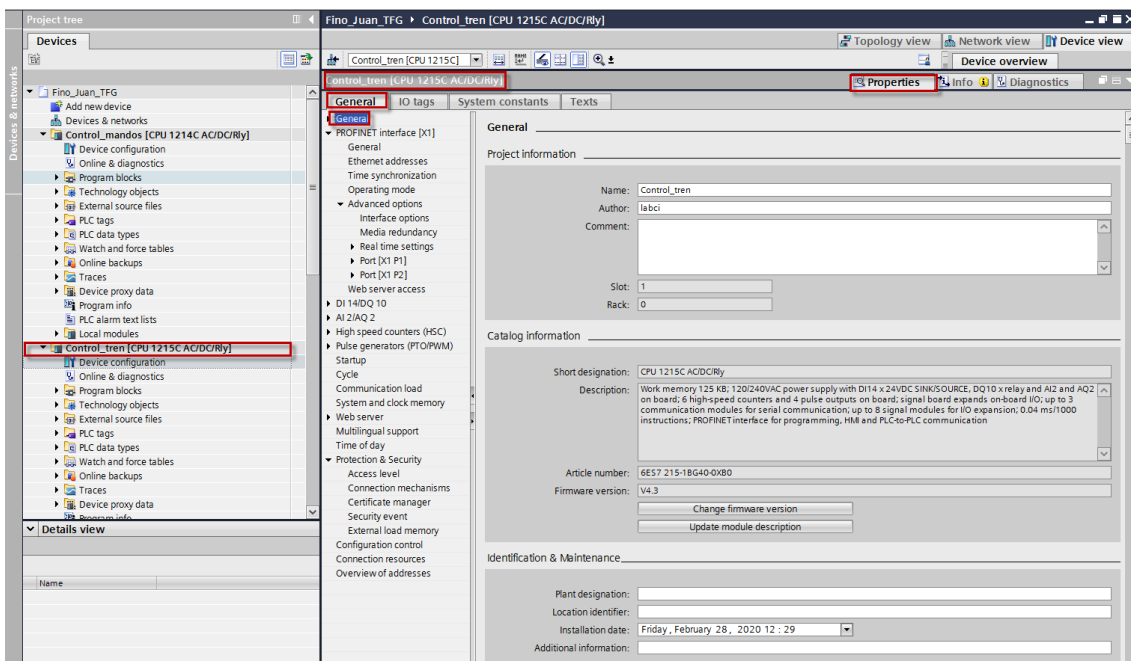 Project tree
Devices
Devices & networks
Fino_Juan_TFG
Add new device
Devices & networks
Control_mandos [CPU 1214C AC/DC/Rly]
Device configuration
Online & diagnostics
Program blocks
Technology objects
External source files
PLC tags
PLC data types
Watch and force tables
Online backups
Traces
Device proxy data
Program info
PLC alarm text lists
Local modules
Control_tren [CPU 1215C AC/DC/Rly]
Device configuration
Online & diagnostics
Program blocks
Technology objects
External source files
PLC tags
PLC data types
Watch and force tables
Online backups
Traces
Device proxy data
Program info
Details view
Name
Fino_Juan_TFG Control_tren [CPU 1215C AC/DC/Rly]
Topology view Network view Device view
Control_tren [CPU 1215C]
Device overview
Control_tren [CPU 1215C AC/DC/Rly]
Properties Info Diagnostics
General IO tags System constants Texts
General
PROFINET interface [X1]
General
Ethernet addresses
Time synchronization
Operating mode
Advanced options
Interface options
Media redundancy
Real time settings
Port [X1 P1]
Port [X1 P2]
Web server access
DI 14/DQ 10
AI 2/AQ 2
High speed counters (HSC)
Pulse generators (PTO/PWM)
Startup
Cycle
Communication load
System and clock memory
Web server
Multilingual support
Time of day
Protection & Security
Access level
Connection mechanisms
Certificate manager
Security event
External load memory
Configuration control
Connection resources
Overview of addresses
General
Project information
Name: Control_tren
Author: labci
Comment:
Slot: 1
Rack: 0
Catalog information
Short designation: CPU 1215C AC/DC/Rly
Description: Work memory 125 KB; 120/240VAC power supply with DI14 x 24VDC SINK/SOURCE, DQ10 x relay and AI2 and AQ2
on board; 6 high-speed counters and 4 pulse outputs on board; signal board expands on-board I/O; up to 3
communication modules for serial communication; up to 8 signal modules for I/O expansion; 0.04 ms/1000
instructions; PROFINET interface for programming, HMI and PLC-to-PLC communication
Article number: 6ES7 215-1BG40-0XB0
Firmware version: V4.3
Change firmware version
Update module description
Identification & Maintenance
Plant designation:
Location identifier:
Installation date: Friday , February 28 , 2020 12 : 29
Additional information: